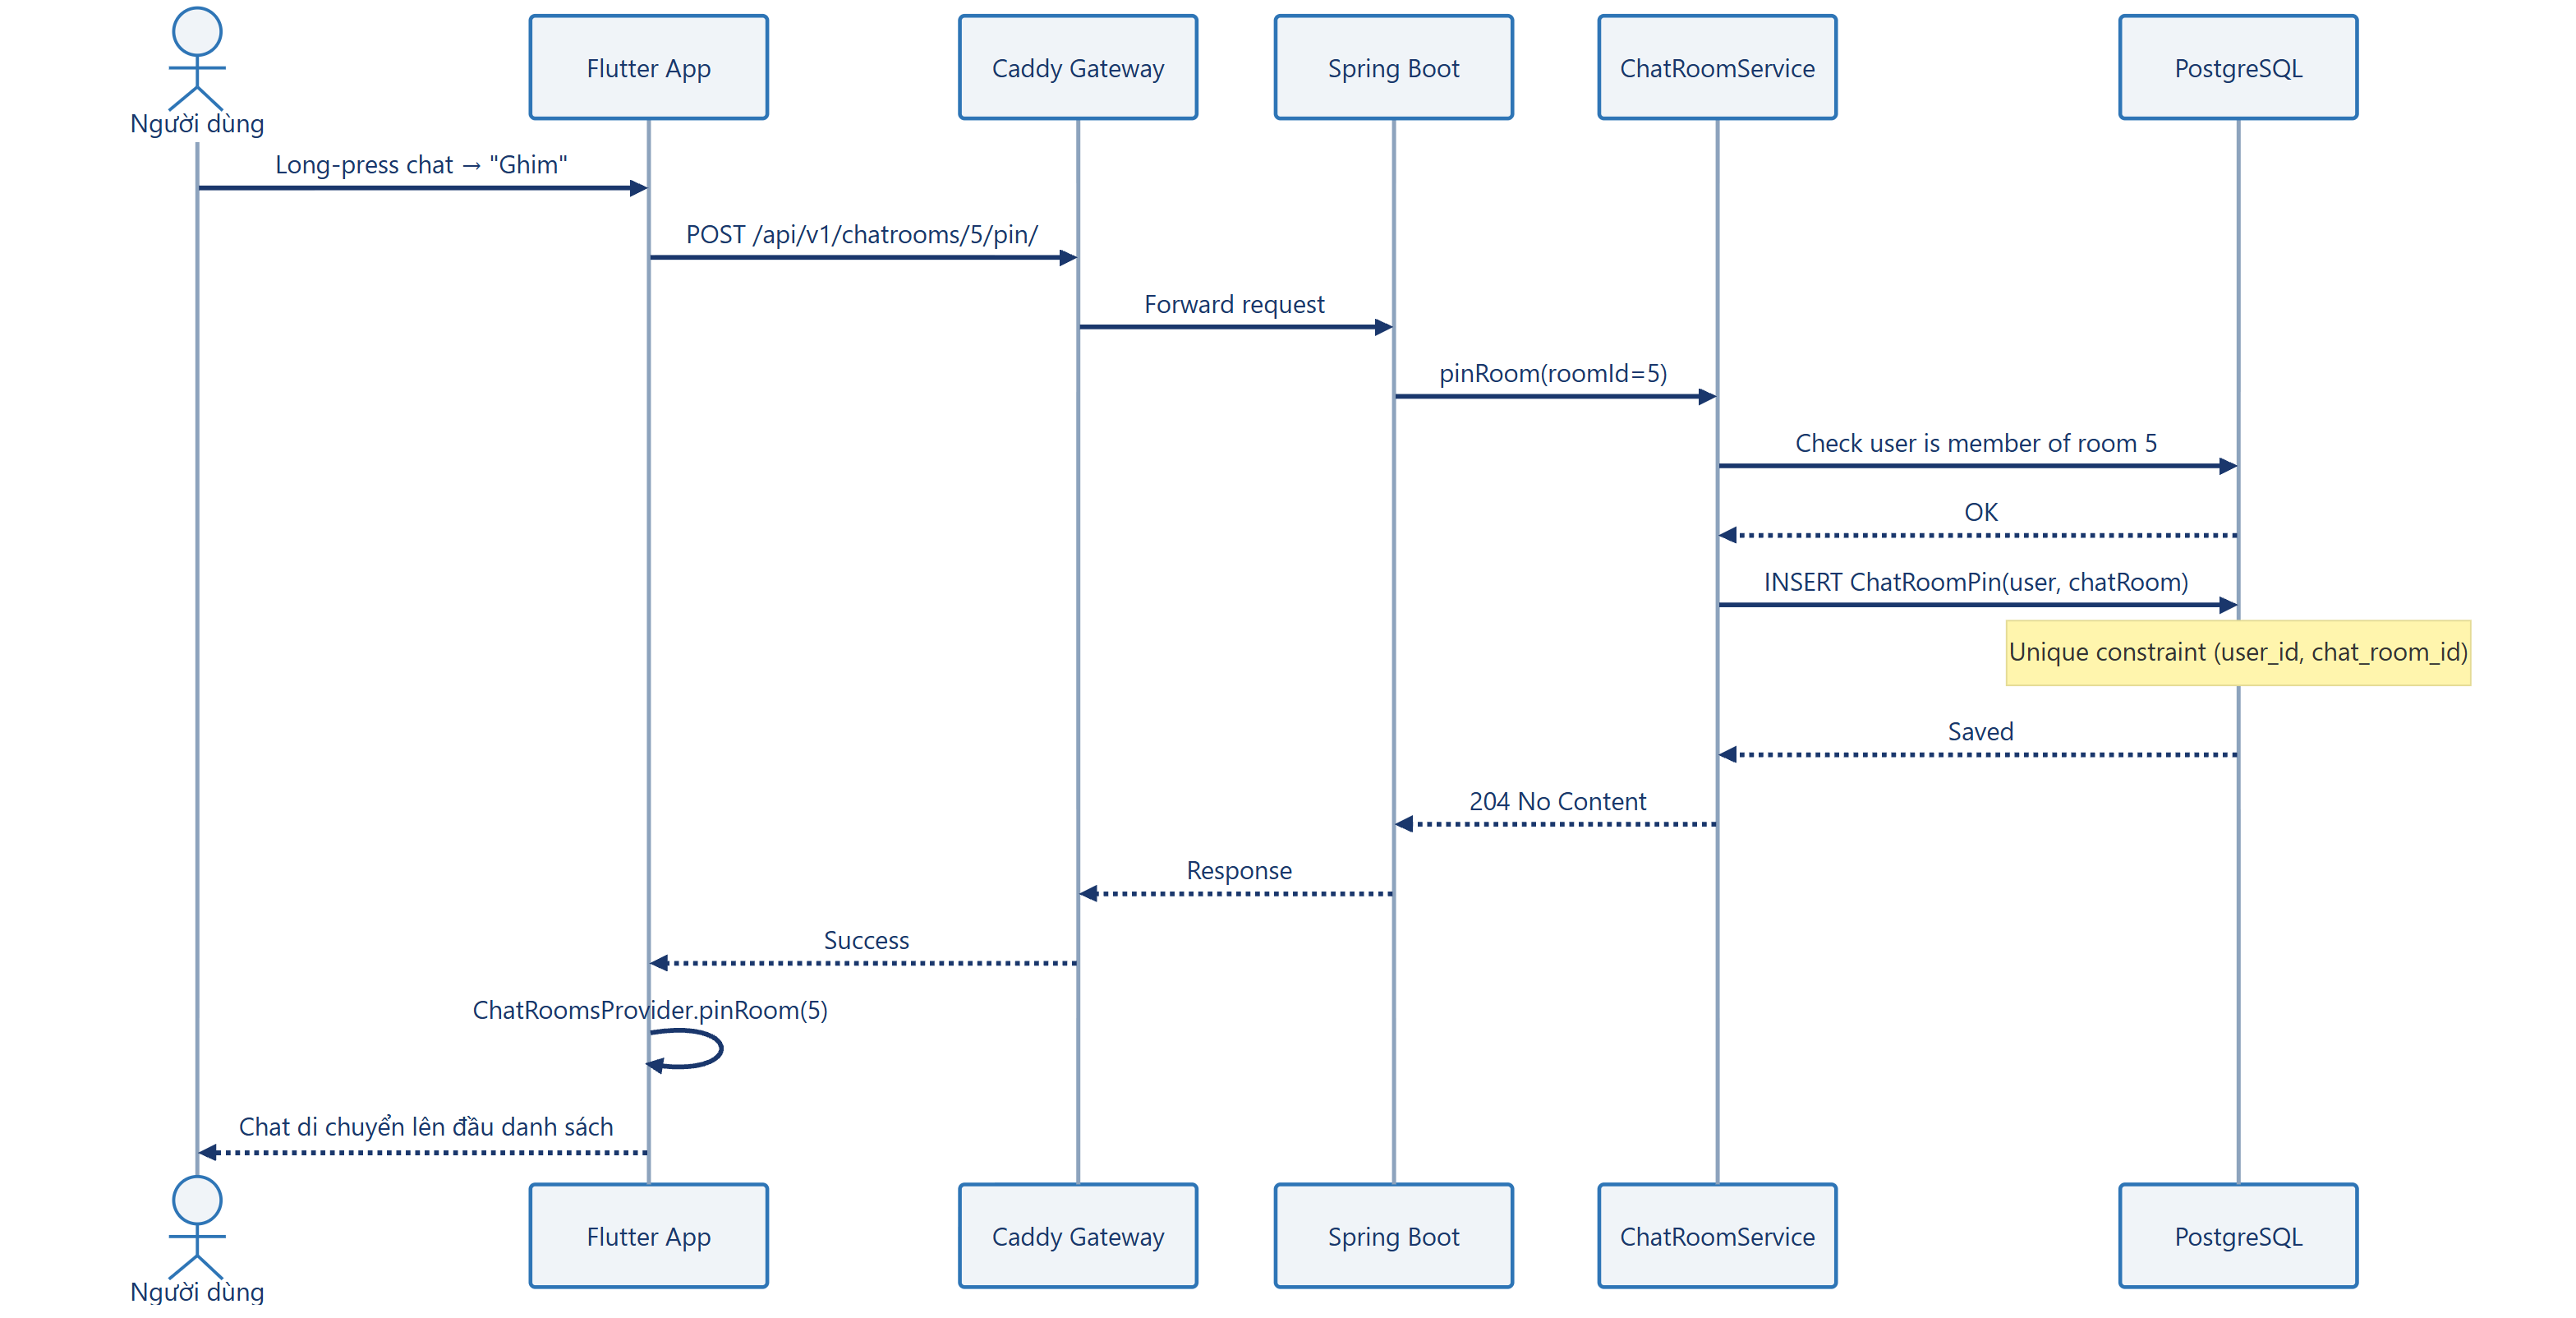 Người dùng
Flutter App
Caddy Gateway
Spring Boot
ChatRoomService
PostgreSQL
Long-press chat → "Ghim"
POST /api/v1/chatrooms/5/pin/
Forward request
pinRoom(roomId=5)
Check user is member of room 5
OK
INSERT ChatRoomPin(user, chatRoom)
Unique constraint (user_id, chat_room_id)
Saved
204 No Content
Response
Success
ChatRoomsProvider.pinRoom(5)
Chat di chuyển lên đầu danh sách
Người dùng
Flutter App
Caddy Gateway
Spring Boot
ChatRoomService
PostgreSQL